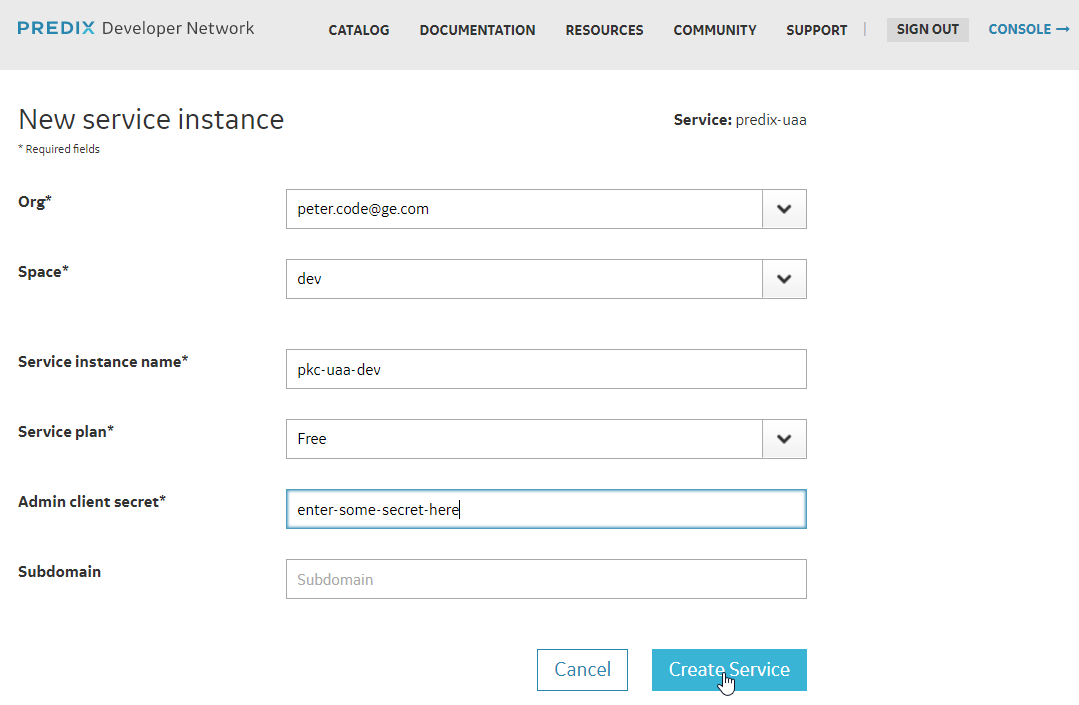 PREDIX Developer Network CATALOG DOCUMENTATION RESOURCES COMMUNITY SUPPORT | SIGN OUT CONSOLE →
New service instance Service: predix-uaa
* Required fields
Org* peter.code@ge.com
Space* dev
Service instance name* pkc-uaa-dev
Service plan* Free
Admin client secret* enter-some-secret-here
Subdomain Subdomain
Cancel Create Service